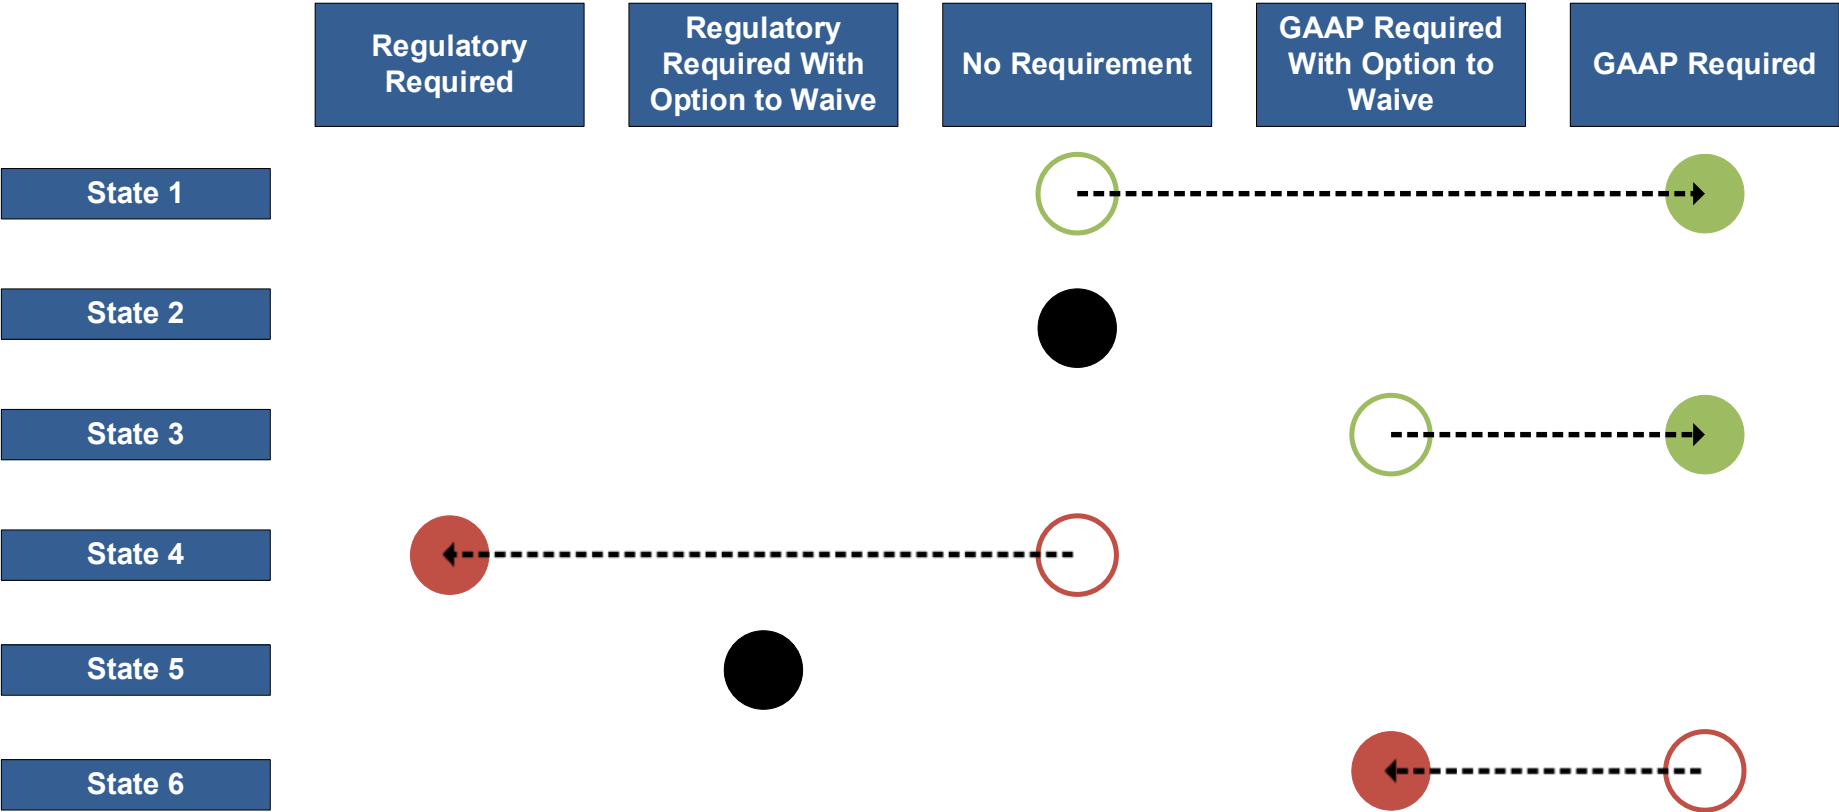 Regulatory
Required
Regulatory
Required With
Option to Waive
No Requirement
GAAP Required
With Option to
Waive
GAAP Required
State 1
State 2
State 3
State 4
State 5
State 6